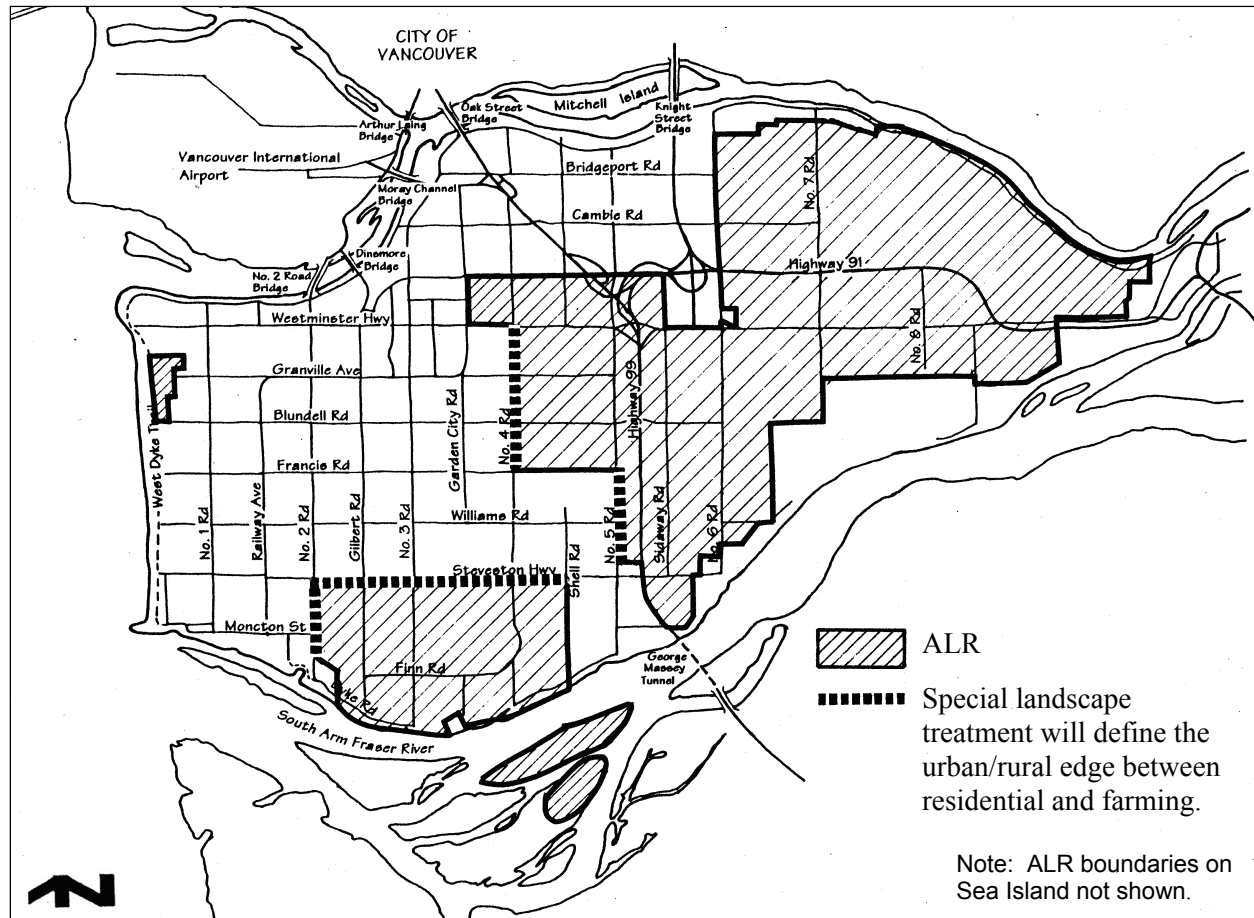 CITY OF
VANCOUVER
Oak Street
Bridge
Mitchell Island
Knight
Street
Bridge
Arthur Laing
Bridge
Vancouver International
Airport
Moray Channel
Bridge
Bridgeport Rd
No. 7 Rd
Cambie Rd
Dinsmore
Bridge
No. 2 Road
Bridge
Highway 91
Westminster Hwy
No. 8 Rd
Granville Ave
Highway 99
Blundell Rd
Garden City Rd
No. 4 Rd
West Dyke Trail
Francis Rd
No. 1 Rd
Railway Ave
No. 2 Rd
Gilbert Rd
No. 3 Rd
Williams Rd
No. 5 Rd
Sidaway Rd
No. 6 Rd
Shell Rd
Steveston Hwy
Moncton St
Finn Rd
Dyke Rd
George
Massey
Tunnel
South Arm Fraser River
ALR
Special landscape
treatment will define the
urban/rural edge between
residential and farming.
Note: ALR boundaries on
Sea Island not shown.
N